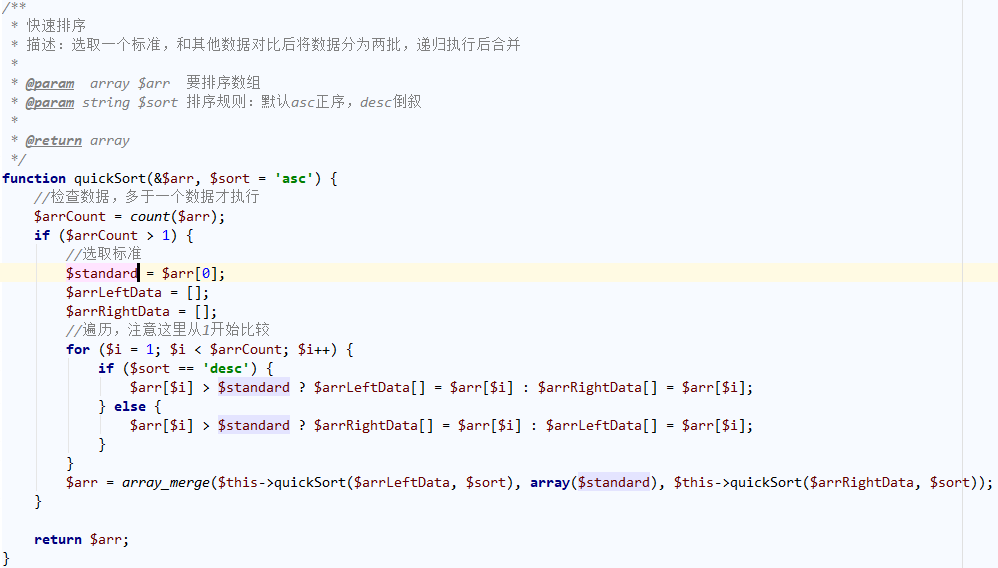 /**
 * 快速排序
 * 描述：选取一个标准，和其他数据对比后将数据分为两批，递归执行后合并
 *
 * @param  array $arr  要排序数组
 * @param string $sort 排序规则：默认asc正序，desc倒叙
 *
 * @return array
 */
function quickSort(&$arr, $sort = 'asc') {
    //检查数据，多于一个数据才执行
    $arrCount = count($arr);
    if ($arrCount > 1) {
        //选取标准
        $standard = $arr[0];
        $arrLeftData = [];
        $arrRightData = [];
        //遍历，注意这里从1开始比较
        for ($i = 1; $i < $arrCount; $i++) {
            if ($sort == 'desc') {
                $arr[$i] > $standard ? $arrLeftData[] = $arr[$i] : $arrRightData[] = $arr[$i];
            } else {
                $arr[$i] > $standard ? $arrRightData[] = $arr[$i] : $arrLeftData[] = $arr[$i];
            }
        }
        $arr = array_merge($this->quickSort($arrLeftData, $sort), array($standard), $this->quickSort($arrRightData, $sort));
    }

    return $arr;
}